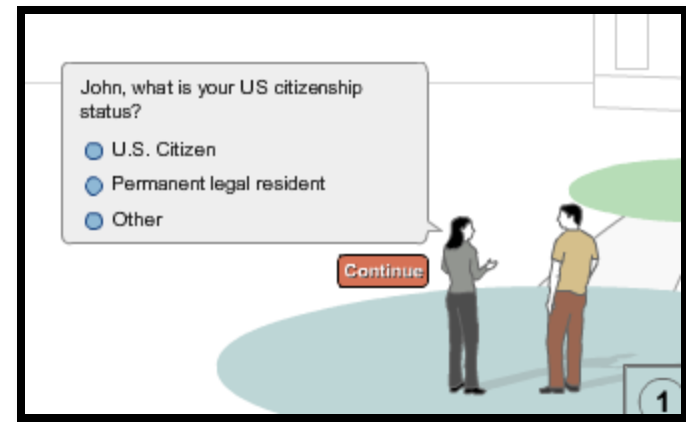 John, what is your US citizenship
status?
U.S. Citizen
Permanent legal resident
Other
Continue
1